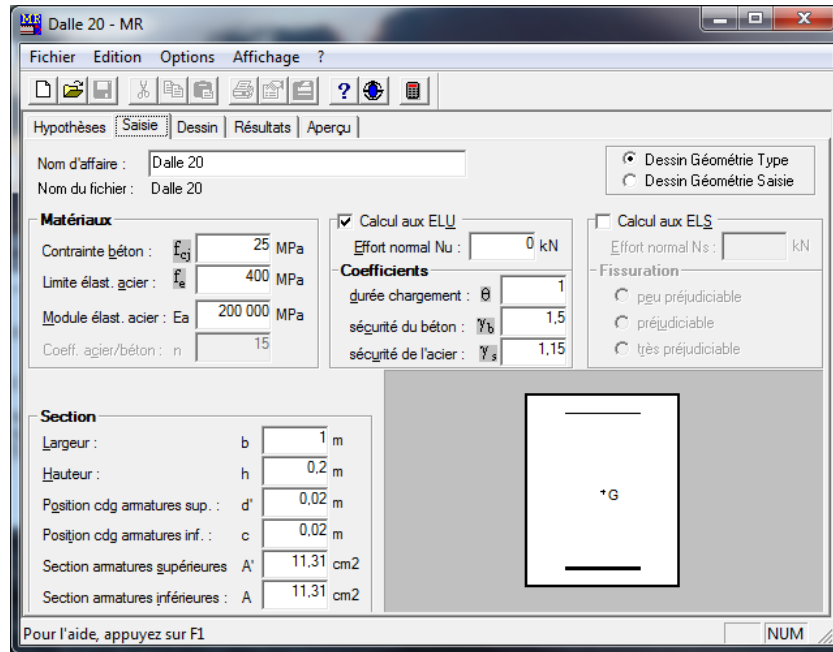 Dalle 20 - MR
Fichier Edition Options Affichage ?
Hypothèses Saisie Dessin Résultats Aperçu
Nom d'affaire : Dalle 20
Nom du fichier : Dalle 20
Dessin Géométrie Type
Dessin Géométrie Saisie
Matériaux
Contrainte béton : fcj 25 MPa
Limite élast. acier : fe 400 MPa
Module élast. acier : Ea 200 000 MPa
Coeff. acier/béton : n 15
Calcul aux ELU
Effort normal Nu : 0 kN
Coefficients
durée chargement : θ 1
sécurité du béton : γb 1,5
sécurité de l'acier : γs 1,15
Calcul aux ELS
Effort normal Ns : kN
Fissuration
peu préjudiciable
préjudiciable
très préjudiciable
Section
Largeur : b 1 m
Hauteur : h 0,2 m
Position cdg armatures sup. : d' 0,02 m
Position cdg armatures inf. : c 0,02 m
Section armatures supérieures A' 11,31 cm2
Section armatures inférieures : A 11,31 cm2
G
Pour l'aide, appuyez sur F1
NUM